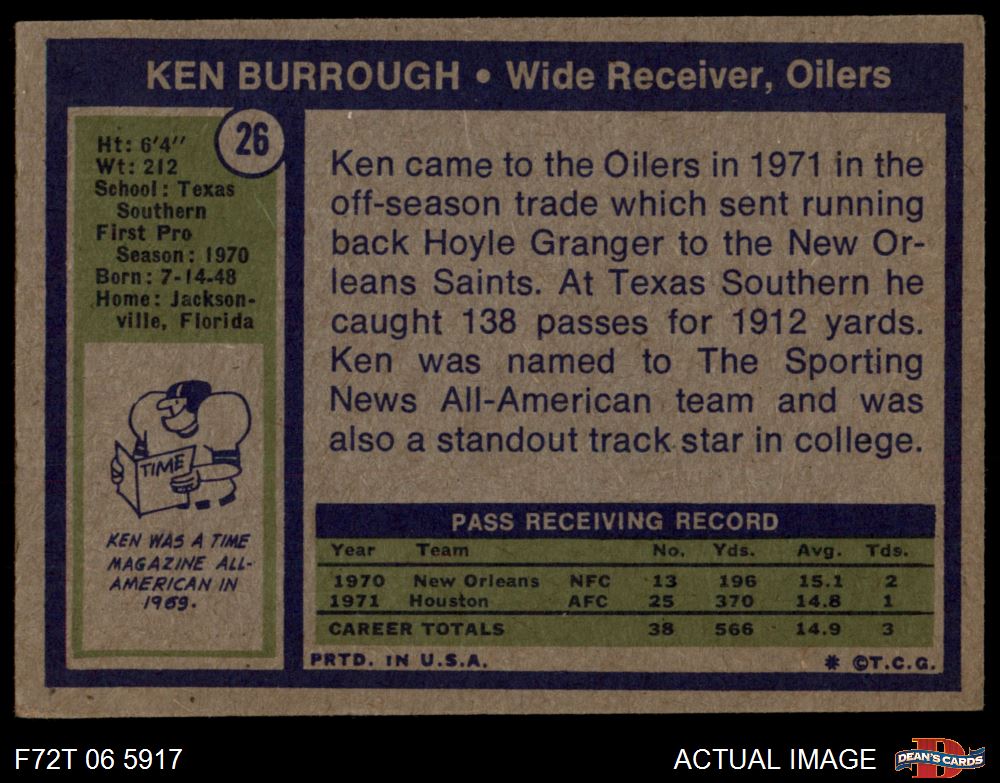 KEN BURROUGH • Wide Receiver, Oilers
26
Ht: 6'4"
Wt: 212
School: Texas
Southern
First Pro
Season: 1970
Born: 7-14-48
Home: Jackson-
ville, Florida
TIME
KEN WAS A TIME
MAGAZINE ALL-
AMERICAN IN
1969.
Ken came to the Oilers in 1971 in the
off-season trade which sent running
back Hoyle Granger to the New Or-
leans Saints. At Texas Southern he
caught 138 passes for 1912 yards.
Ken was named to The Sporting
News All-American team and was
also a standout track star in college.
PASS RECEIVING RECORD
Year Team No. Yds. Avg. Tds.
1970 New Orleans NFC 13 196 15.1 2
1971 Houston AFC 25 370 14.8 1
CAREER TOTALS 38 566 14.9 3
PRTD. IN U.S.A. * ©T.C.G.
F72T 06 5917
ACTUAL IMAGE
D
DEAN'S CARDS